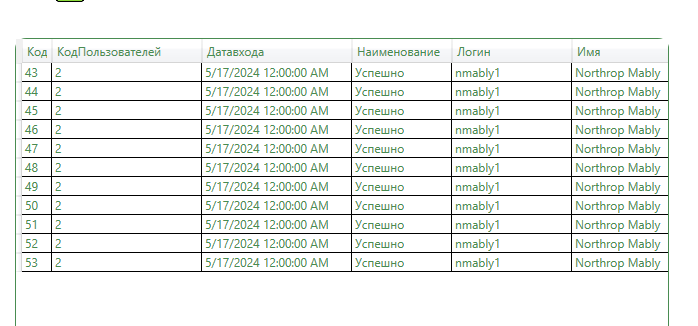 Код КодПользователей Датавхода Наименование Логин Имя
43 2 5/17/2024 12:00:00 AM Успешно nmably1 Northrop Mably
44 2 5/17/2024 12:00:00 AM Успешно nmably1 Northrop Mably
45 2 5/17/2024 12:00:00 AM Успешно nmably1 Northrop Mably
46 2 5/17/2024 12:00:00 AM Успешно nmably1 Northrop Mably
47 2 5/17/2024 12:00:00 AM Успешно nmably1 Northrop Mably
48 2 5/17/2024 12:00:00 AM Успешно nmably1 Northrop Mably
49 2 5/17/2024 12:00:00 AM Успешно nmably1 Northrop Mably
50 2 5/17/2024 12:00:00 AM Успешно nmably1 Northrop Mably
51 2 5/17/2024 12:00:00 AM Успешно nmably1 Northrop Mably
52 2 5/17/2024 12:00:00 AM Успешно nmably1 Northrop Mably
53 2 5/17/2024 12:00:00 AM Успешно nmably1 Northrop Mably